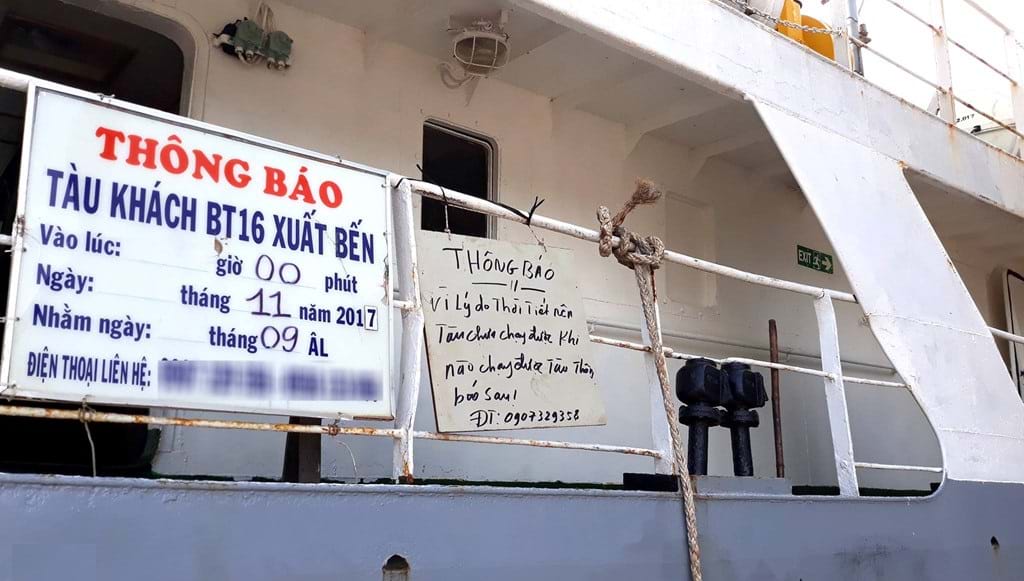 THÔNG BÁO
TÀU KHÁCH BT16 XUẤT BẾN
Vào lúc: giờ 00 phút
Ngày: tháng 11 năm 2017
Nhằm ngày: tháng 09 ÂL
ĐIỆN THOẠI LIÊN HỆ:
THÔNG BÁO
Vì Lý do Thời Tiết nên
Tàu chưa chạy được Khi
nào chạy được Tàu Thông
báo Sau!
ĐT: 0907329358
EXIT